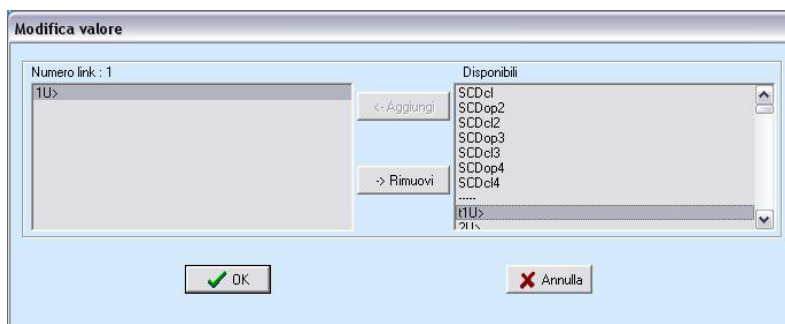 Modifica valore
Numero link : 1
1U>
<- Aggiungi
-> Rimuovi
Disponibili
SCDcl
SCDop2
SCDcl2
SCDop3
SCDcl3
SCDop4
SCDcl4
-----
t1U>
2U>
OK
Annulla